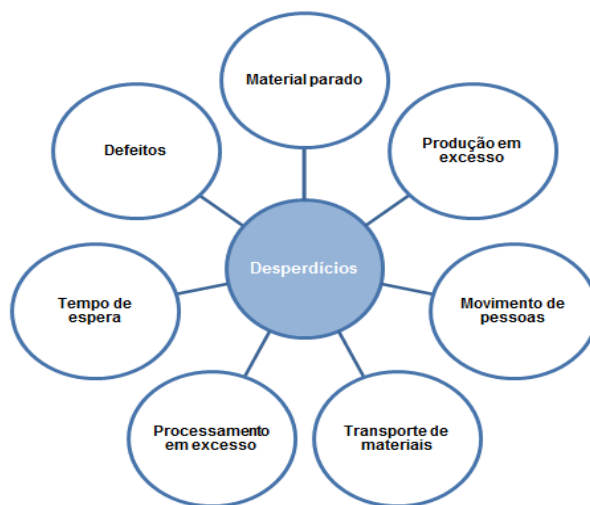 Material parado
Produção em
excesso
Movimento de
pessoas
Transporte de
materiais
Processamento
em excesso
Tempo de
espera
Defeitos
Desperdícios